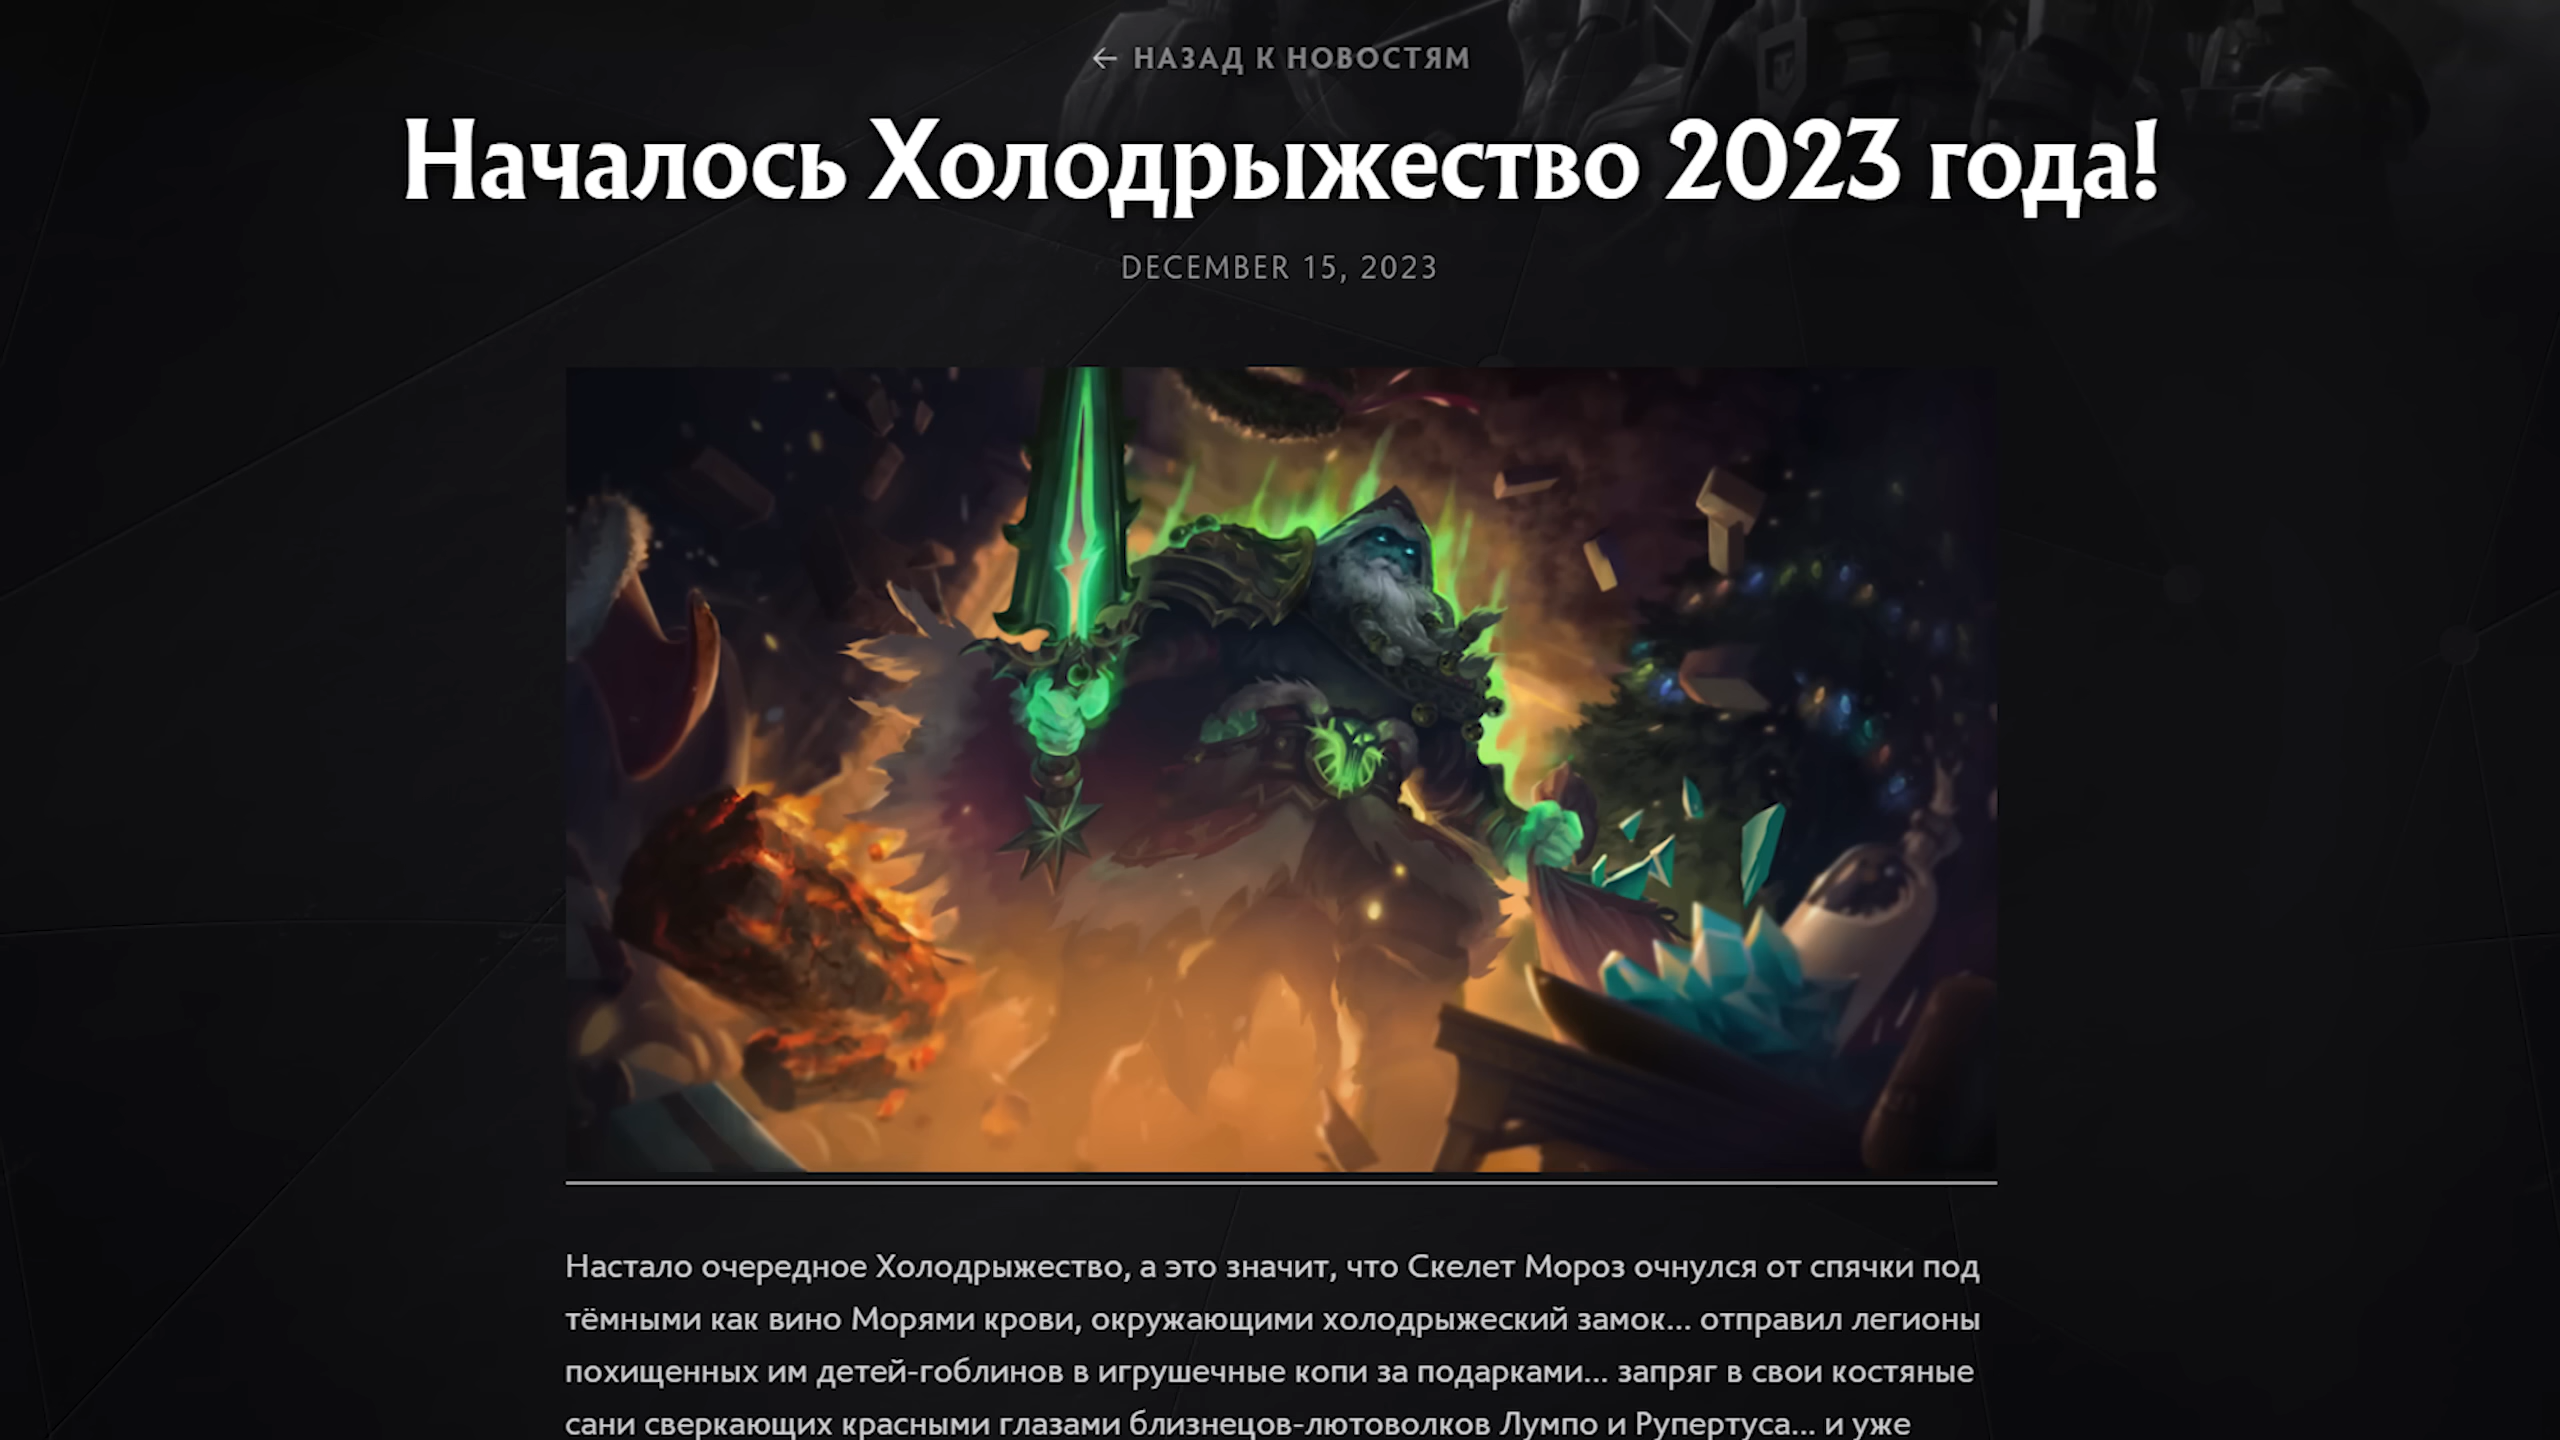 ← НАЗАД К НОВОСТЯМ
Началось Холодрыжество 2023 года!
DECEMBER 15, 2023
Настало очередное Холодрыжество, а это значит, что Скелет Мороз очнулся от спячки под
тёмными как вино Морями крови, окружающими холодрыжеский замок... отправил легионы
похищенных им детей-гоблинов в игрушечные копи за подарками... запряг в свои костяные
сани сверкающих красными глазами близнецов-лютоволков Лумпо и Рупертуса... и уже